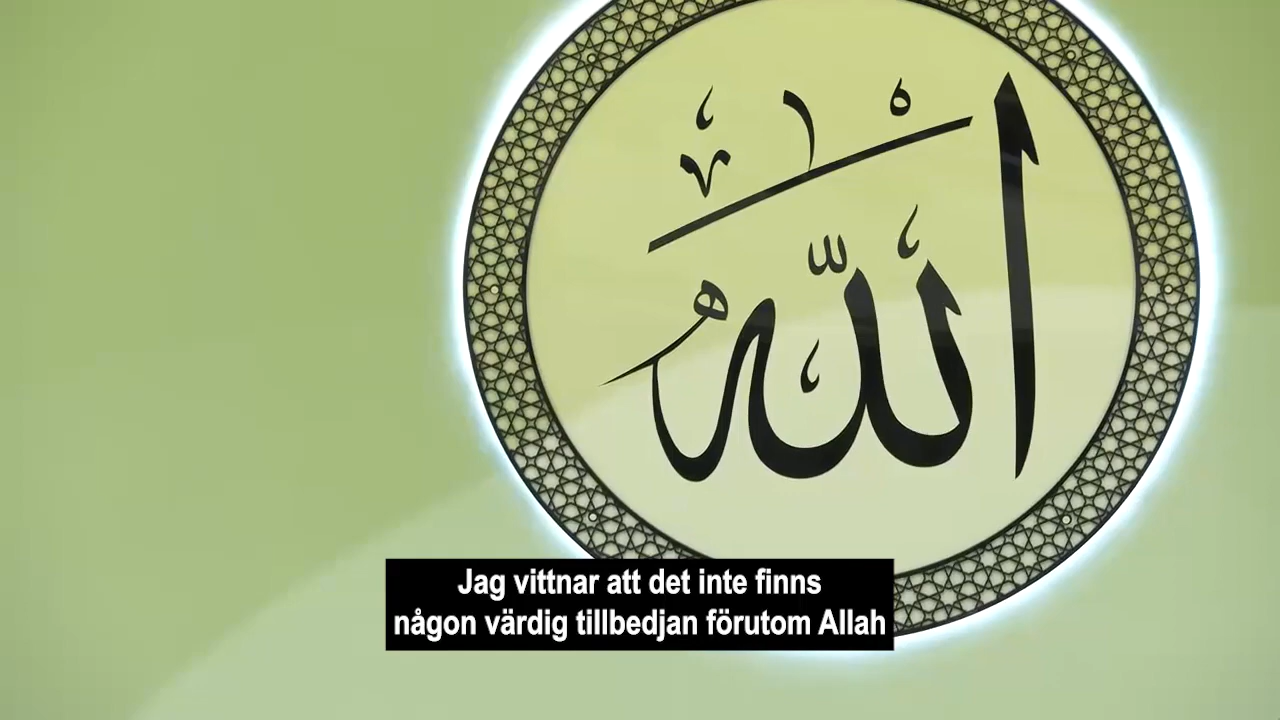 الله
Jag vittnar att det inte finns
någon värdig tillbedjan förutom Allah